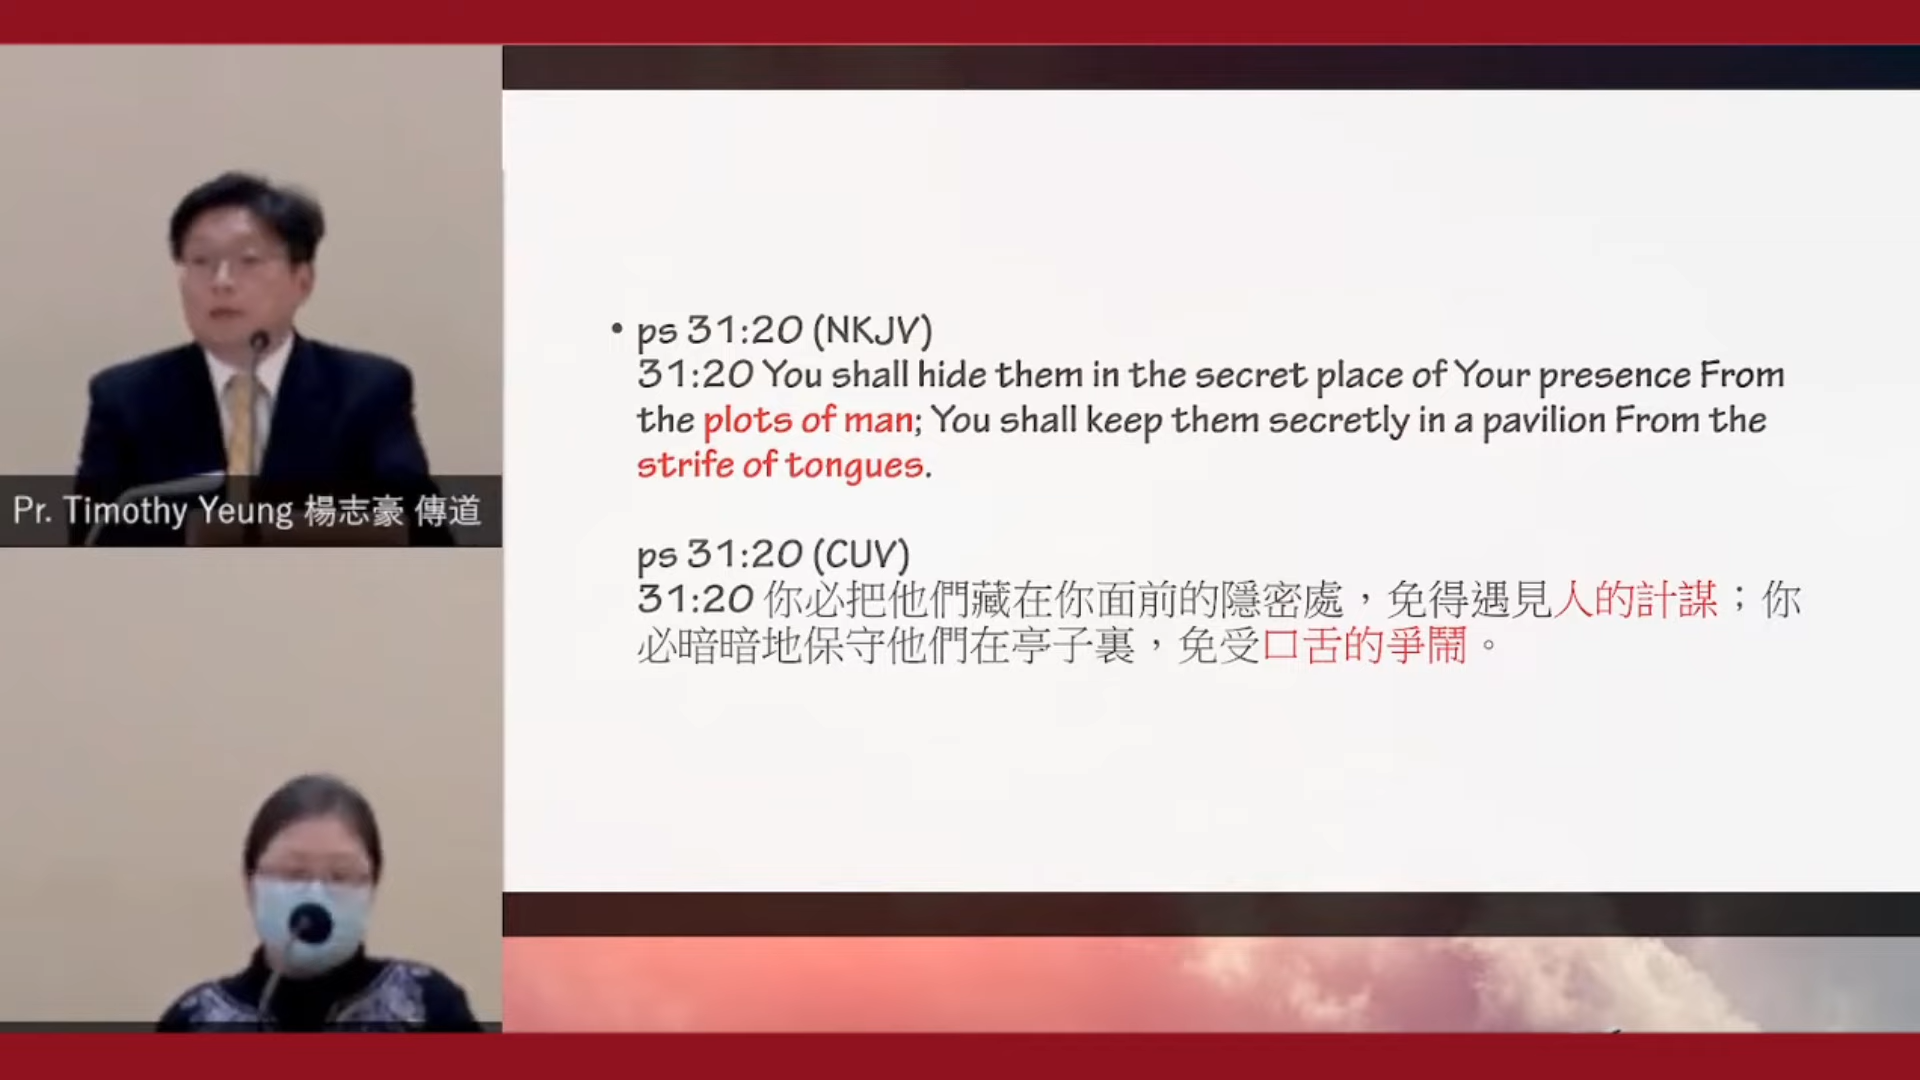 Pr. Timothy Yeung 楊志豪 傳道
• ps 31:20 (NKJV)
31:20 You shall hide them in the secret place of Your presence From
the plots of man; You shall keep them secretly in a pavilion From the
strife of tongues.
ps 31:20 (CUV)
31:20 你必把他們藏在你面前的隱密處，免得遇見人的計謀；你
必暗暗地保守他們在亭子裏，免受口舌的爭鬧。